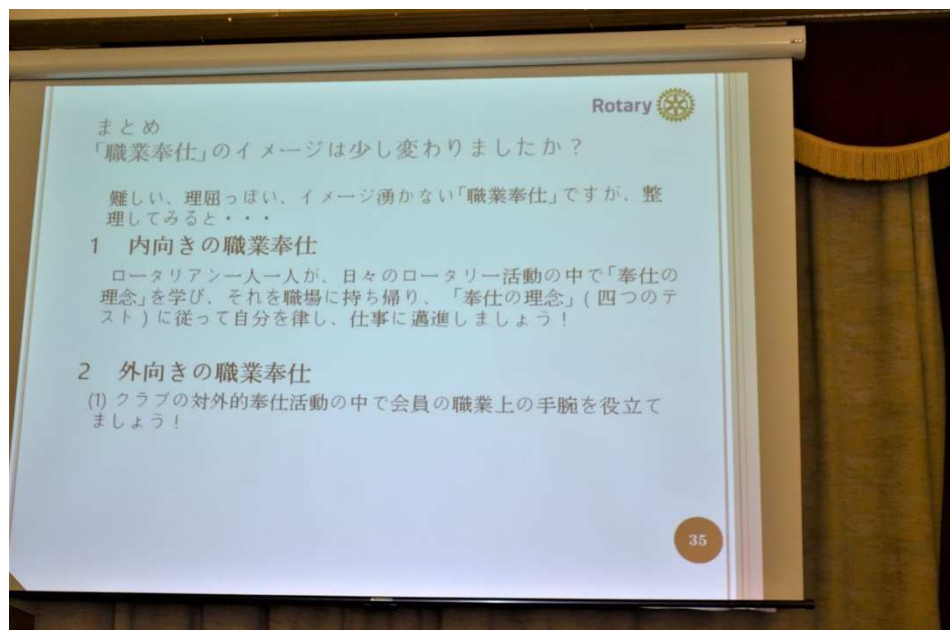 Rotary
まとめ
「職業奉仕」のイメージは少し変わりましたか？
難しい、理屈っぽい、イメージ湧かない「職業奉仕」ですが、整
理してみると・・・
1 内向きの職業奉仕
ロータリアン一人一人が、日々のロータリー活動の中で「奉仕の
理念」を学び、それを職場に持ち帰り、「奉仕の理念」(四つのテ
スト)に従って自分を律し、仕事に邁進しましょう！
2 外向きの職業奉仕
(1) クラブの対外的奉仕活動の中で会員の職業上の手腕を役立て
ましょう！
35